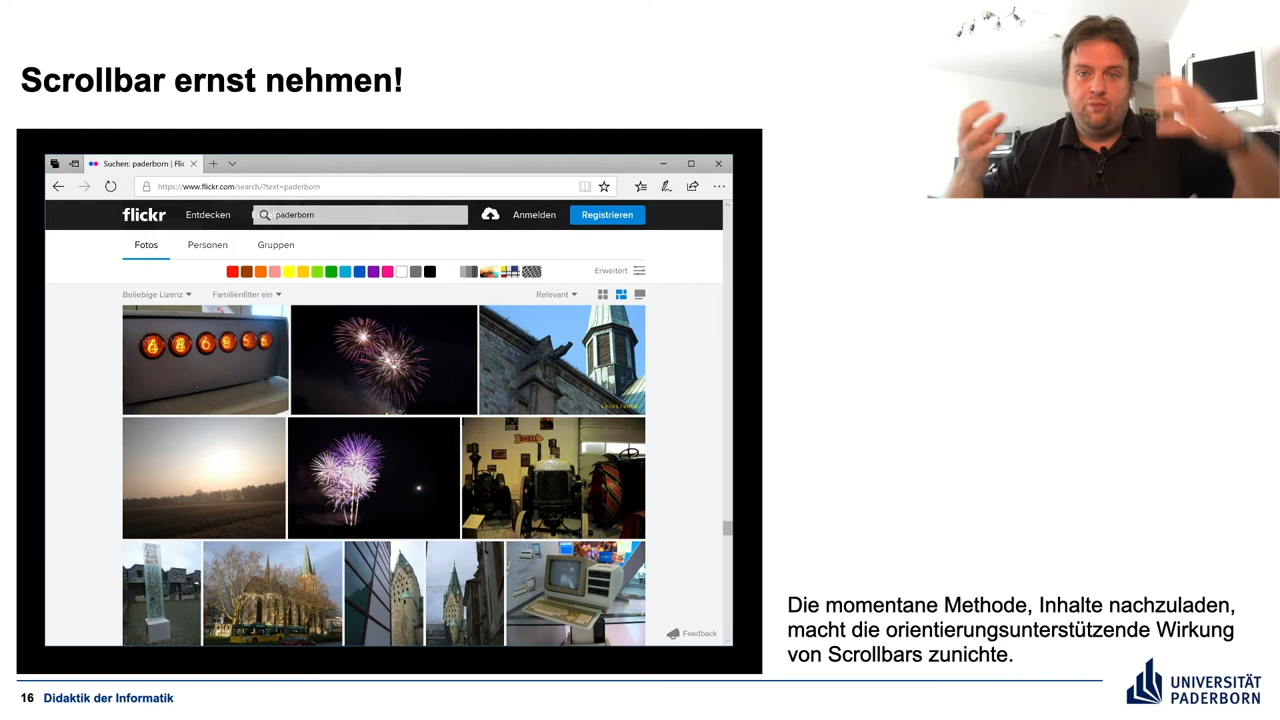 Scrollbar ernst nehmen!
Suchen: paderborn | Flic
https://www.flickr.com/search/?text=paderborn
flickr Entdecken paderborn Anmelden Registrieren
Fotos Personen Gruppen
Erweitert
Beliebige Lizenz Familienfilter ein Relevant
SHELL
Feedback
Die momentane Methode, Inhalte nachzuladen,
macht die orientierungsunterstützende Wirkung
von Scrollbars zunichte.
16 Didaktik der Informatik
UNIVERSITÄT
PADERBORN